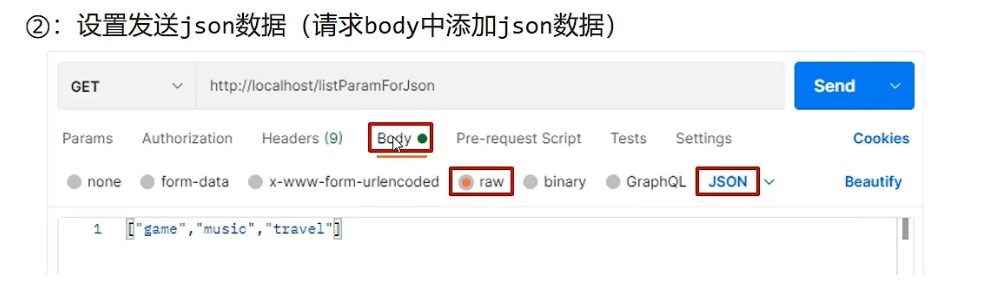 ②：设置发送json数据（请求body中添加json数据）
GET http://localhost/listParamForJson Send
Params Authorization Headers (9) Body Pre-request Script Tests Settings Cookies
none form-data x-www-form-urlencoded raw binary GraphQL JSON Beautify
1 ["game","music","travel"]